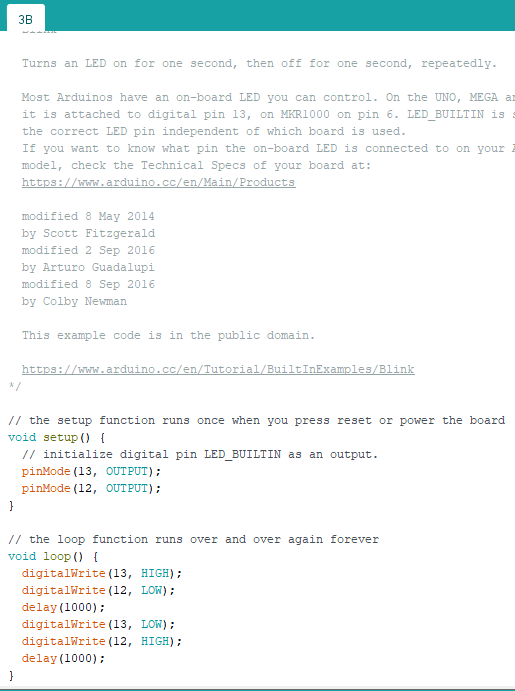 3B
Turns an LED on for one second, then off for one second, repeatedly.
Most Arduinos have an on-board LED you can control. On the UNO, MEGA
it is attached to digital pin 13, on MKR1000 on pin 6. LED_BUILTIN is
the correct LED pin independent of which board is used.
If you want to know what pin the on-board LED is connected to on your
model, check the Technical Specs of your board at:
https://www.arduino.cc/en/Main/Products
modified 8 May 2014
by Scott Fitzgerald
modified 2 Sep 2016
by Arturo Guadalupi
modified 8 Sep 2016
by Colby Newman
This example code is in the public domain.
https://www.arduino.cc/en/Tutorial/BuiltInExamples/Blink
*/
// the setup function runs once when you press reset or power the board
void setup() {
// initialize digital pin LED_BUILTIN as an output.
pinMode(13, OUTPUT);
pinMode(12, OUTPUT);
}
// the loop function runs over and over again forever
void loop() {
digitalWrite(13, HIGH);
digitalWrite(12, LOW);
delay(1000);
digitalWrite(13, LOW);
digitalWrite(12, HIGH);
delay(1000);
}